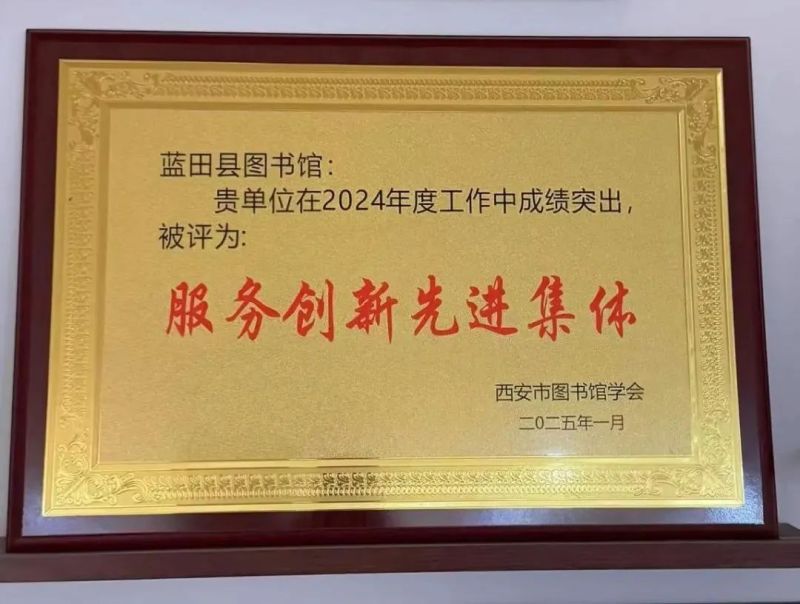 蓝田县图书馆：
贵单位在2024年度工作中成绩突出，
被评为:
服务创新先进集体
西安市图书馆学会
二0二五年一月